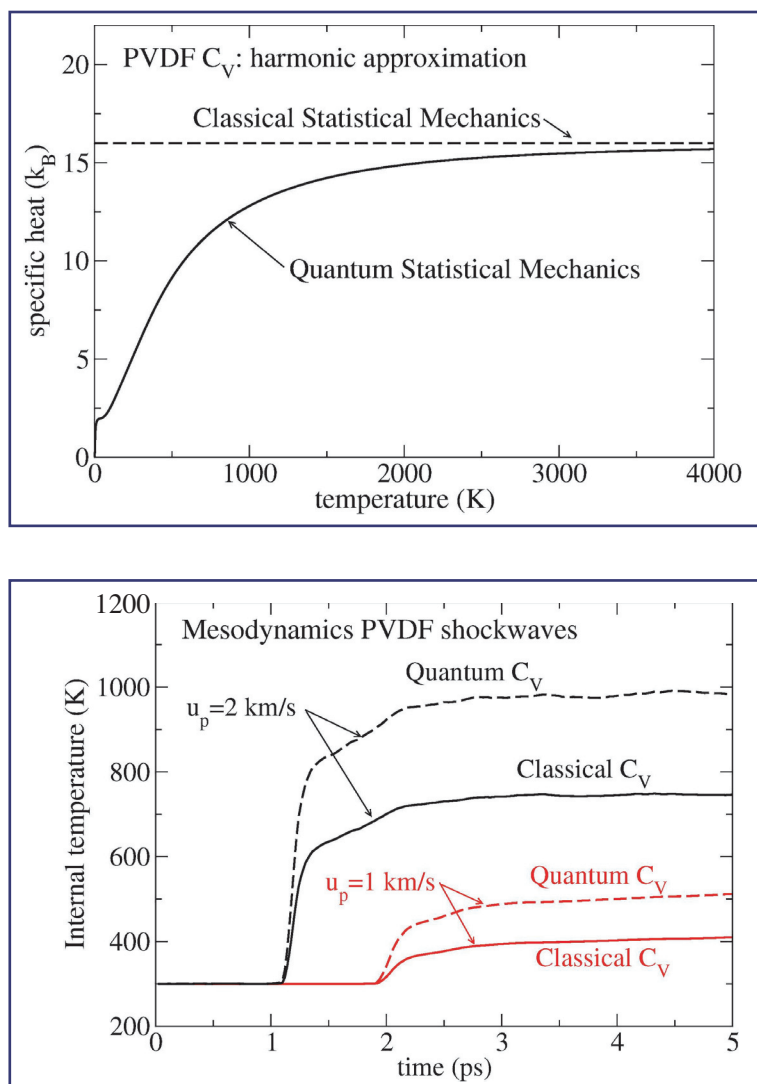 PVDF C_V: harmonic approximation
Classical Statistical Mechanics
Quantum Statistical Mechanics
specific heat (k_B)
20
15
10
5
0
0 1000 2000 3000 4000
temperature (K)
Mesodynamics PVDF shockwaves
Quantum C_V
u_p=2 km/s
Classical C_V
u_p=1 km/s
Quantum C_V
Classical C_V
Internal temperature (K)
1200
1000
800
600
400
200
0 1 2 3 4 5
time (ps)